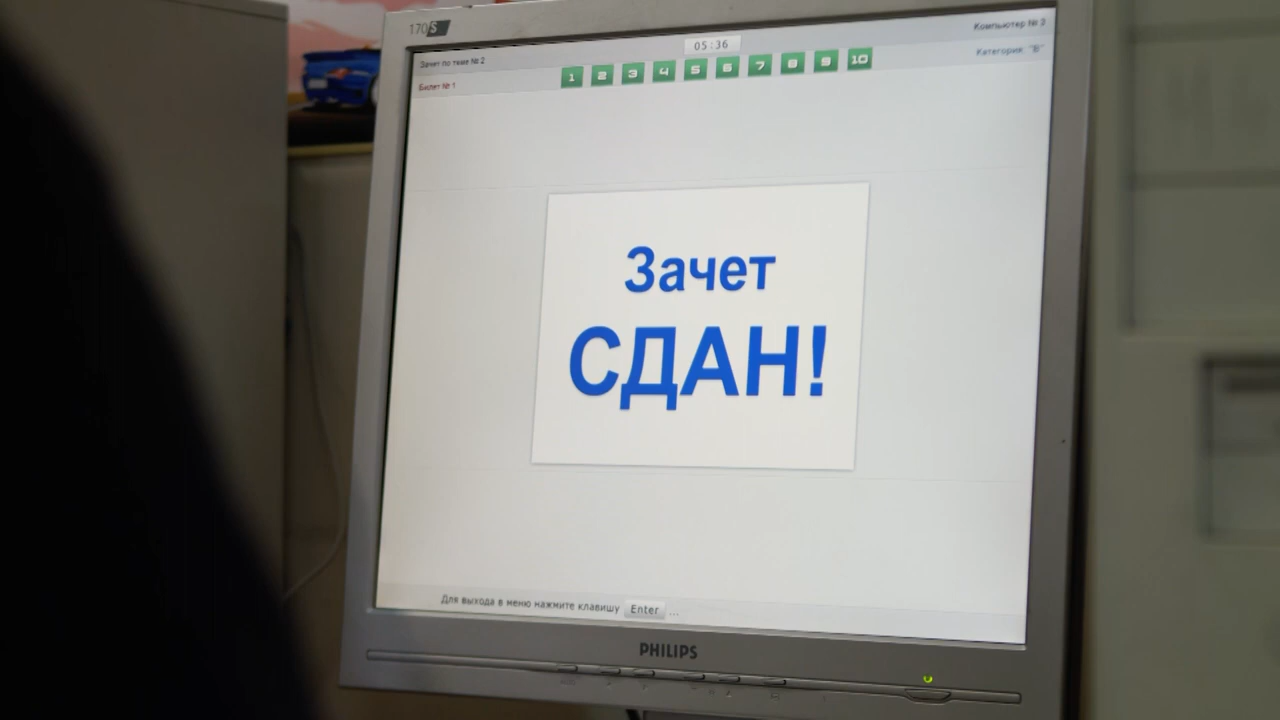 170S
Зачет по теме № 2
05:36
Компьютер № 3
Билет № 1
1 2 3 4 5 6 7 8 9 10
Категория "B"
Зачет
СДАН!
Для выхода в меню нажмите клавишу Enter ...
PHILIPS